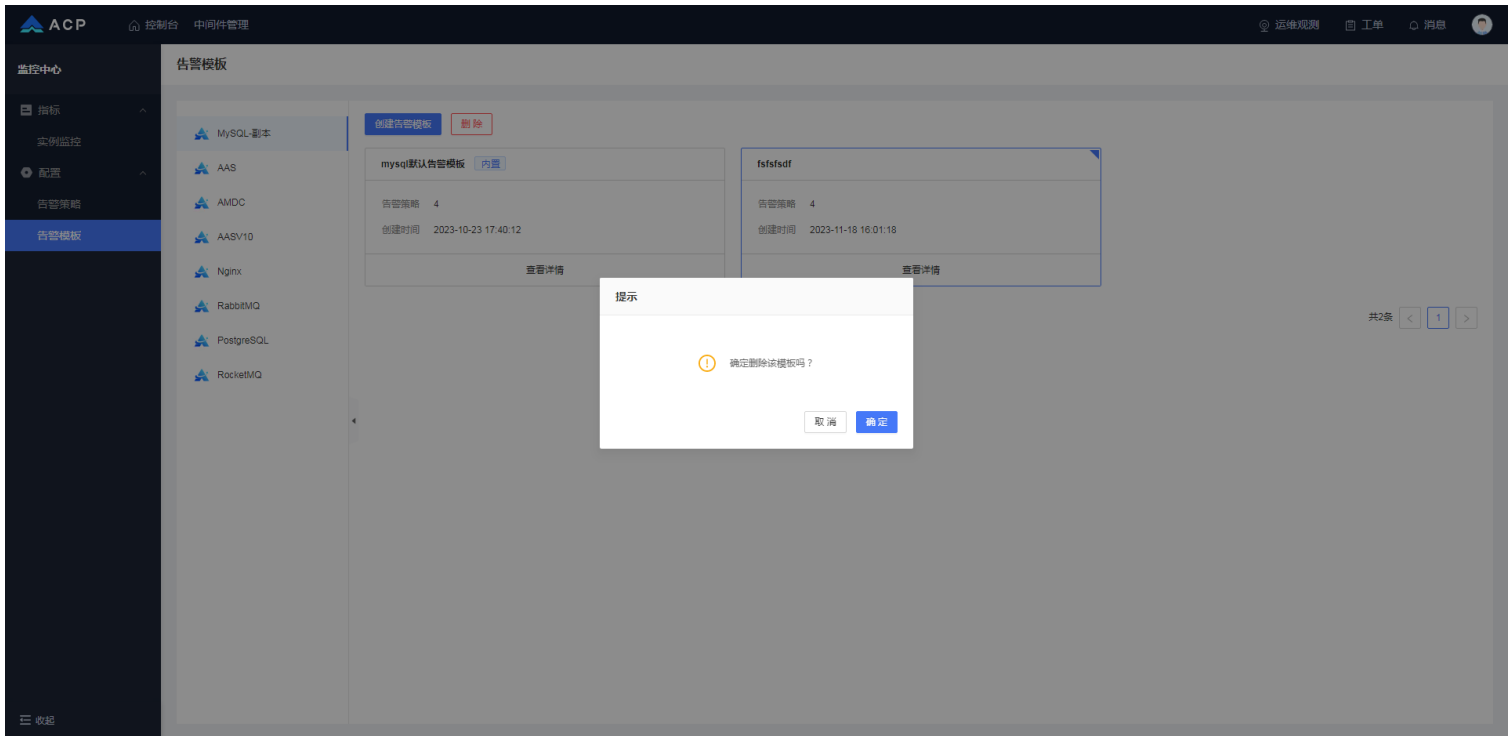 ACP 控制台 中间件管理 运维观测 工单 消息
监控中心
告警模板
指标
实例监控
配置
告警策略
告警模板
收起
MySQL-副本
AAS
AMDC
AASV10
Nginx
RabbitMQ
PostgreSQL
RocketMQ
创建告警模板 删除
mysql默认告警模板 内置
告警策略 4
创建时间 2023-10-23 17:40:12
查看详情
fsfsfsdf
告警策略 4
创建时间 2023-11-18 16:01:18
查看详情
共2条 < 1 >
提示
确定删除该模板吗？
取消 确定